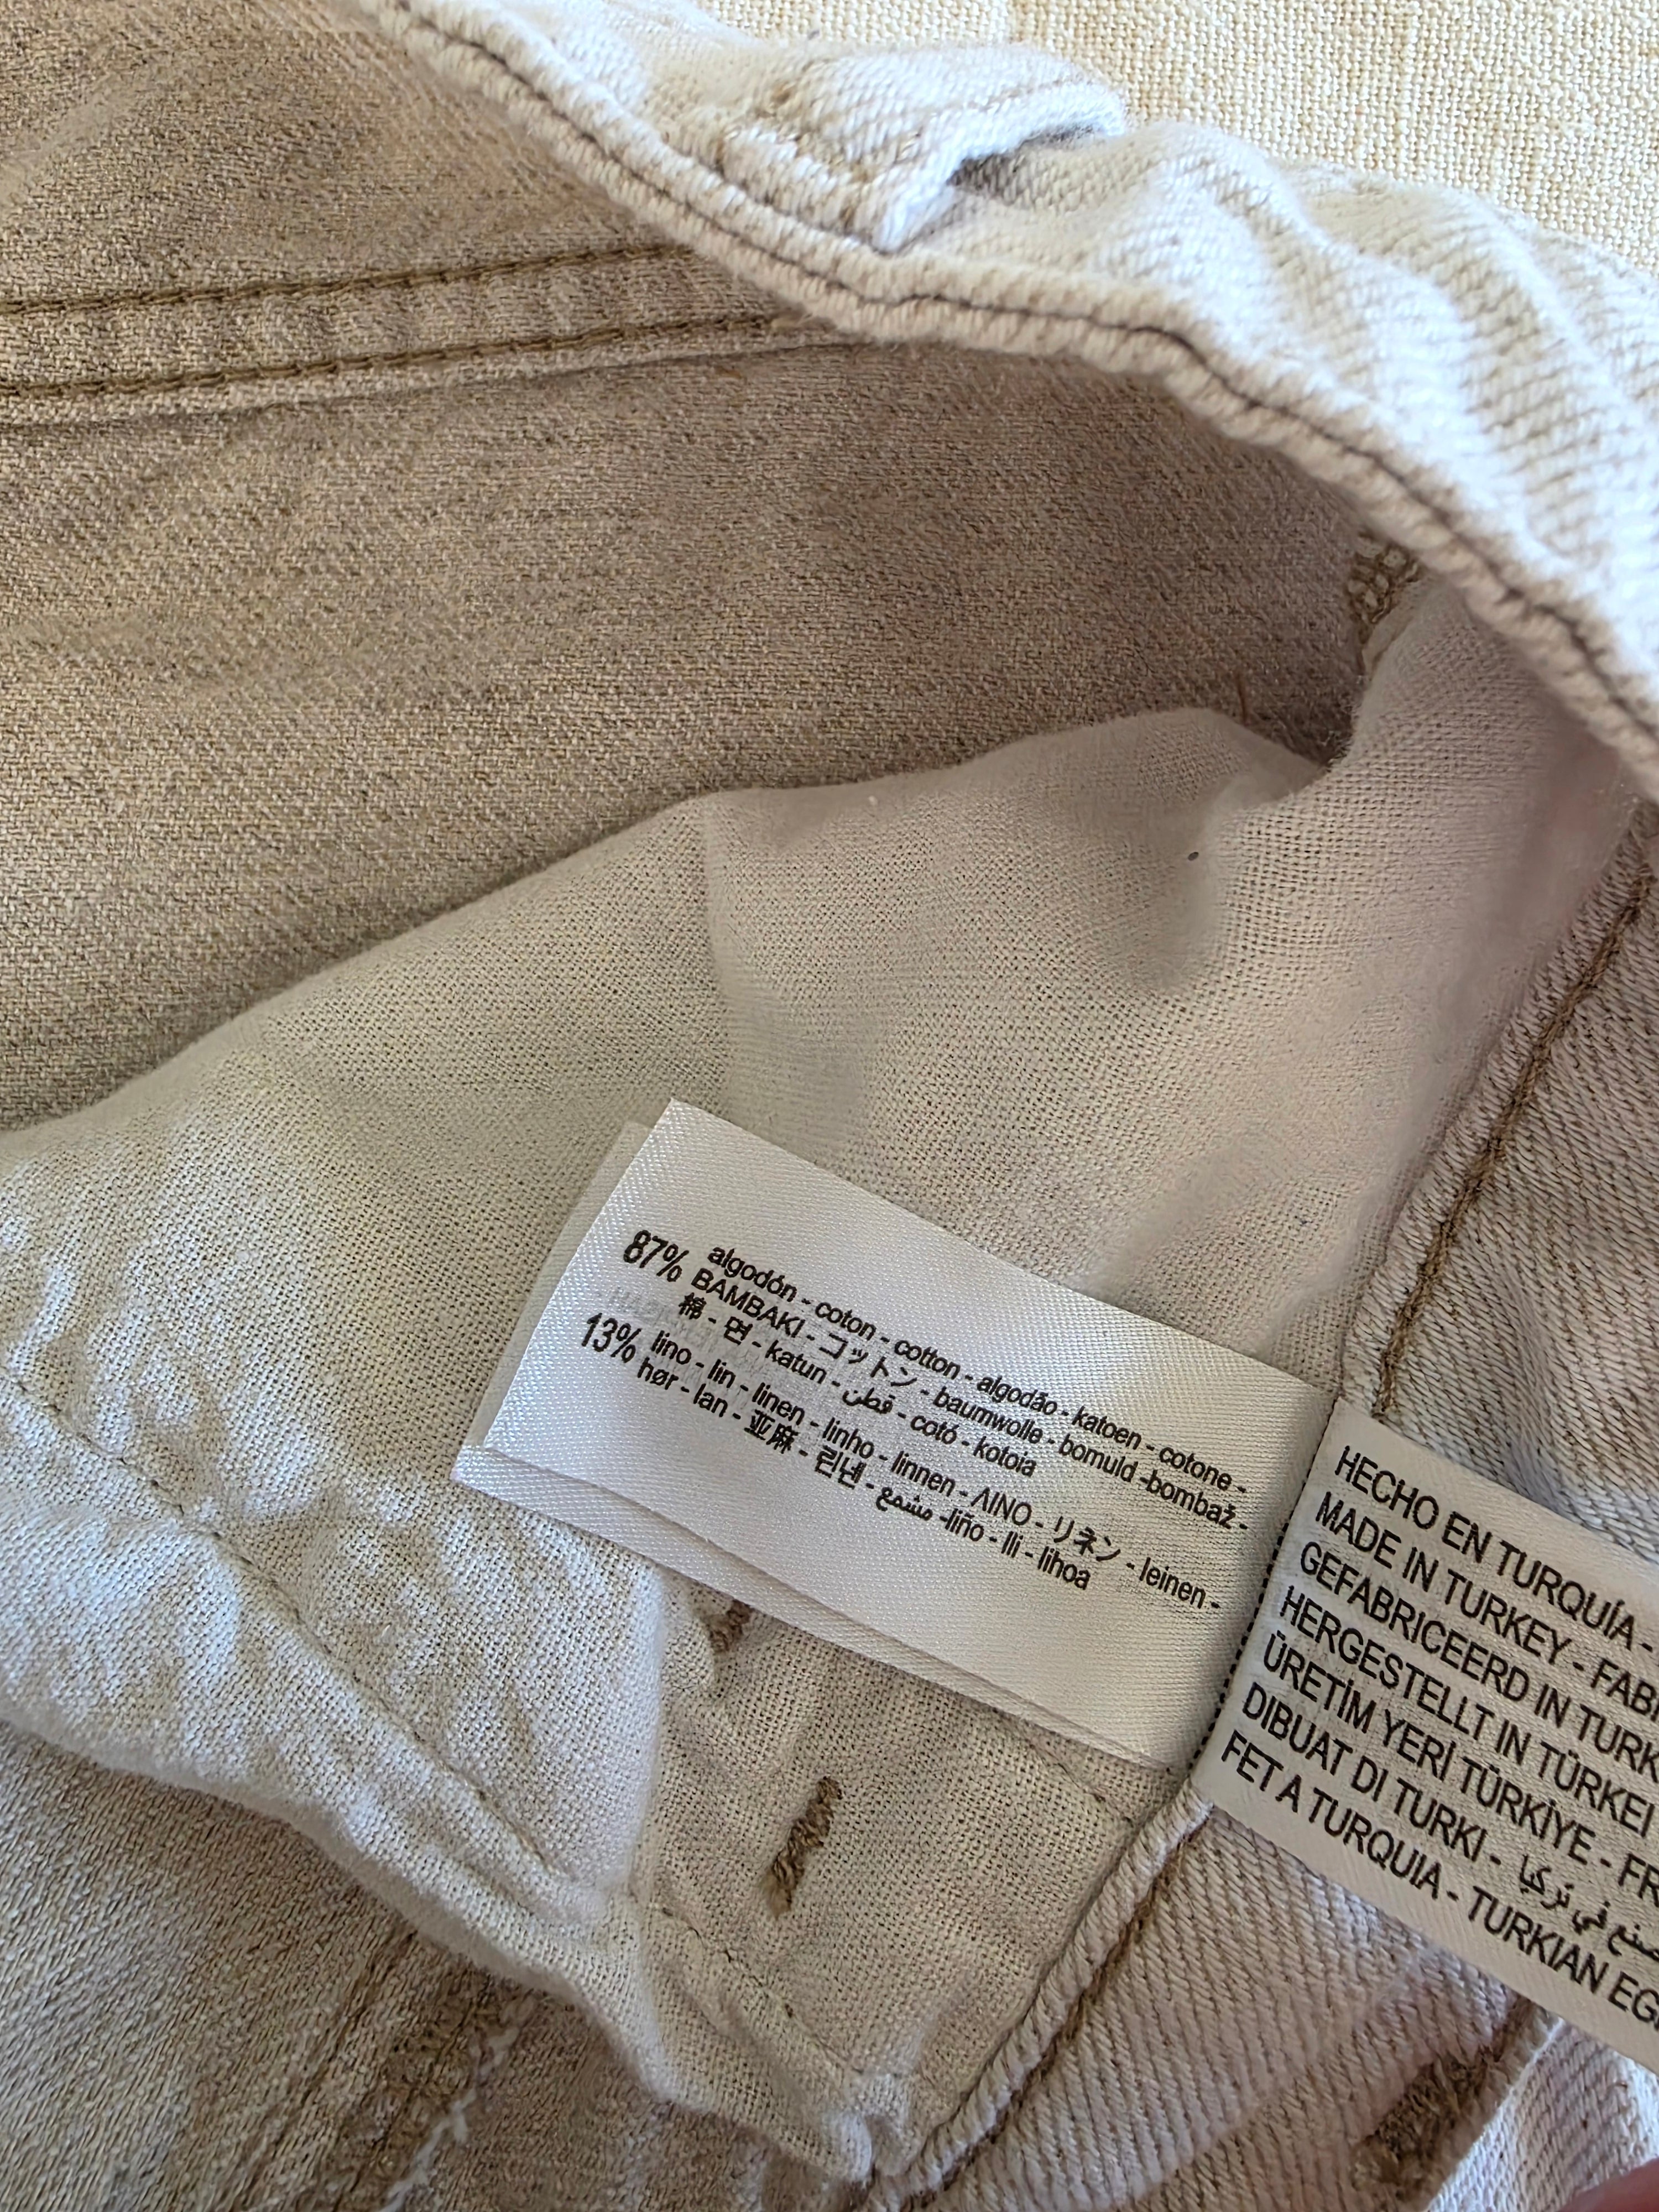 87% algodón - coton - cotton - algodão - katoen - cotone -
BAMBAKI - コットン - baumwolle - bomuld -bombaž -
棉 - 면 - katun - قطن - cotó - kotoia
13% lino - lin - linen - linho - linnen - ΛΙΝΟ - リネン - leinen -
hør - lan - 亚麻 - 린넨 - مشمع -liño - lli - lihoa
HECHO EN TURQUÍA -
MADE IN TURKEY - FABR
GEFABRICEERD IN TURK
HERGESTELLT IN TÜRKEI
ÜRETİM YERİ TÜRKİYE - FR
DIBUAT DI TURKI - صنع في تركيا
FET A TURQUIA - TURKIAN EG